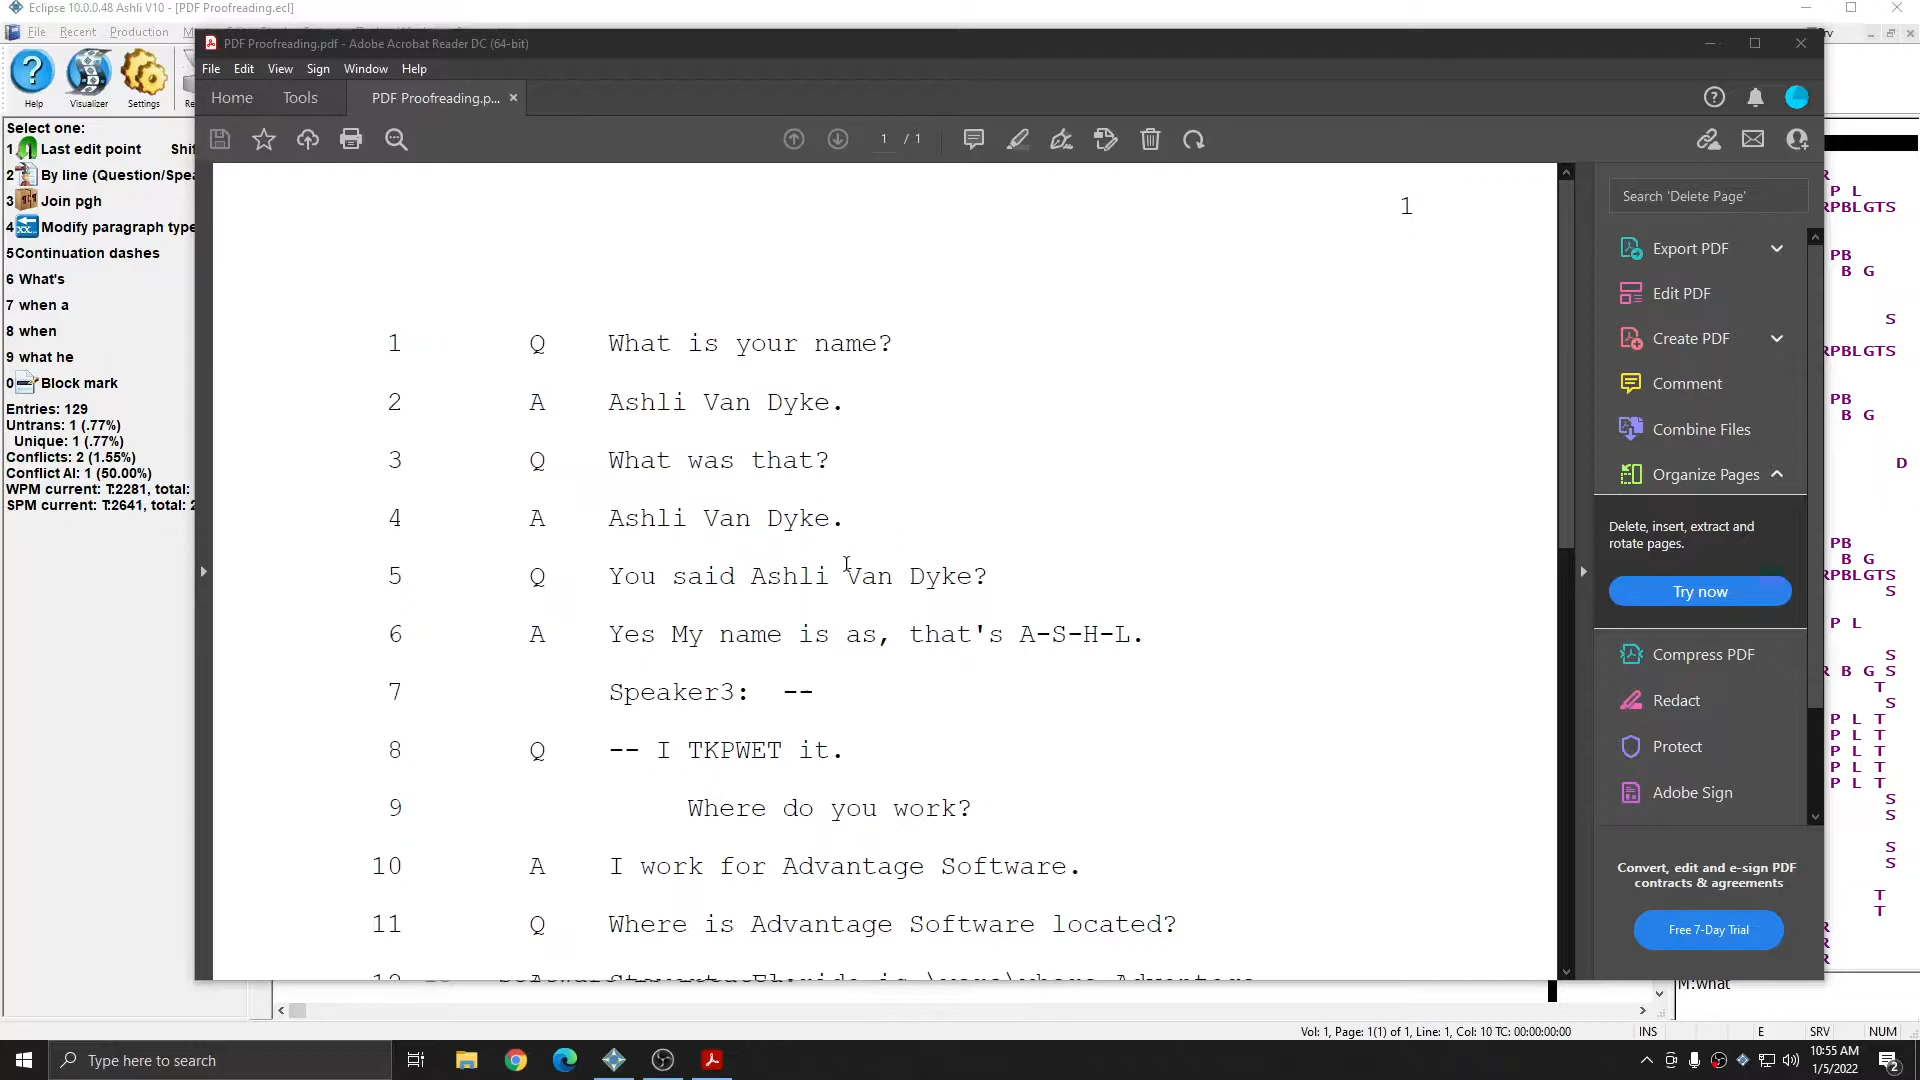 Eclipse 10.0.0.48 Ashli V10 - [PDF Proofreading.ecl]
File Recent Production
PDF Proofreading.pdf - Adobe Acrobat Reader DC (64-bit)
File Edit View Sign Window Help
Home Tools PDF Proofreading.p... ×
Help Visualizer Settings
1 / 1
Select one:
1 Last edit point
2 By line (Question/Spea
3 Join pgh
4 Modify paragraph type
5Continuation dashes
6 What's
7 when a
8 when
9 what he
0 Block mark
Entries: 129
Untrans: 1 (.77%)
Unique: 1 (.77%)
Conflicts: 2 (1.55%)
Conflict AI: 1 (50.00%)
WPM current: T:2281, total:
SPM current: T:2641, total: 2
1
1 Q What is your name?
2 A Ashli Van Dyke.
3 Q What was that?
4 A Ashli Van Dyke.
5 Q You said Ashli Van Dyke?
6 A Yes My name is as, that's A-S-H-L.
7 Speaker3: --
8 Q -- I TKPWET it.
9 Where do you work?
10 A I work for Advantage Software.
11 Q Where is Advantage Software located?
Search 'Delete Page'
Export PDF
Edit PDF
Create PDF
Comment
Combine Files
Organize Pages
Delete, insert, extract and
rotate pages.
Try now
Compress PDF
Redact
Protect
Adobe Sign
Convert, edit and e-sign PDF
contracts & agreements
Free 7-Day Trial
R
P L
RPBLGTS
PB
B G
S
RPBLGTS
PB
B G
D
PB
B G
RPBLGTS
S
P L
S
R B G S
T
S
P L T
P L T
P L T
P L T
P L T
S
S
S
S
T
T
R
R
R
M:what
Vol: 1, Page: 1(1) of 1, Line: 1, Col: 10 TC: 00:00:00:00 INS E SRV NUM
Type here to search
10:55 AM
1/5/2022
2